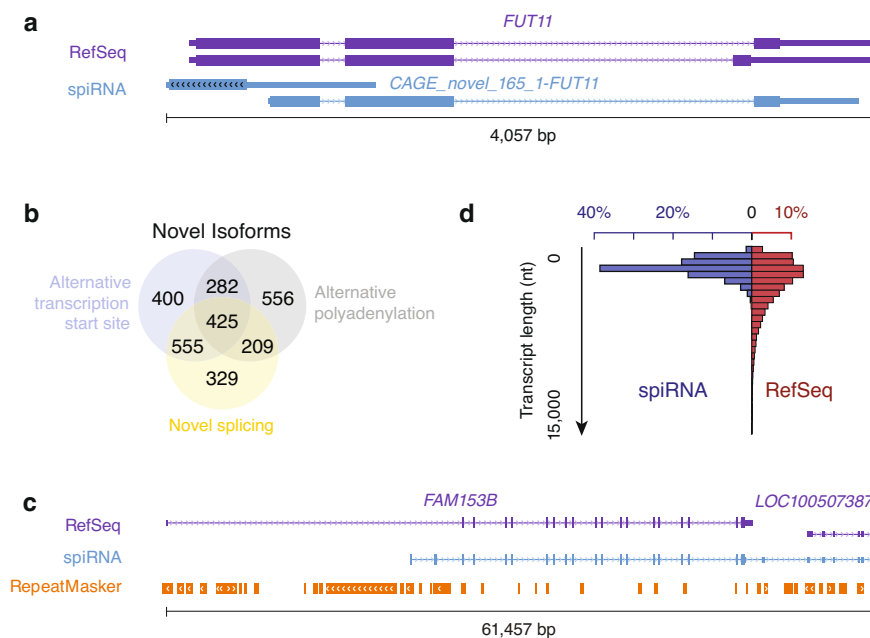 a
FUT11
RefSeq
spiRNA
CAGE_novel_165_1-FUT11
4,057 bp
b
Novel Isoforms
Alternative
transcription
start site
400
282
556
Alternative
polyadenylation
425
555
209
329
Novel splicing
d
40%
20%
0
10%
0
Transcript length (nt)
15,000
spiRNA
RefSeq
c
FAM153B
LOC100507387
RefSeq
spiRNA
RepeatMasker
61,457 bp